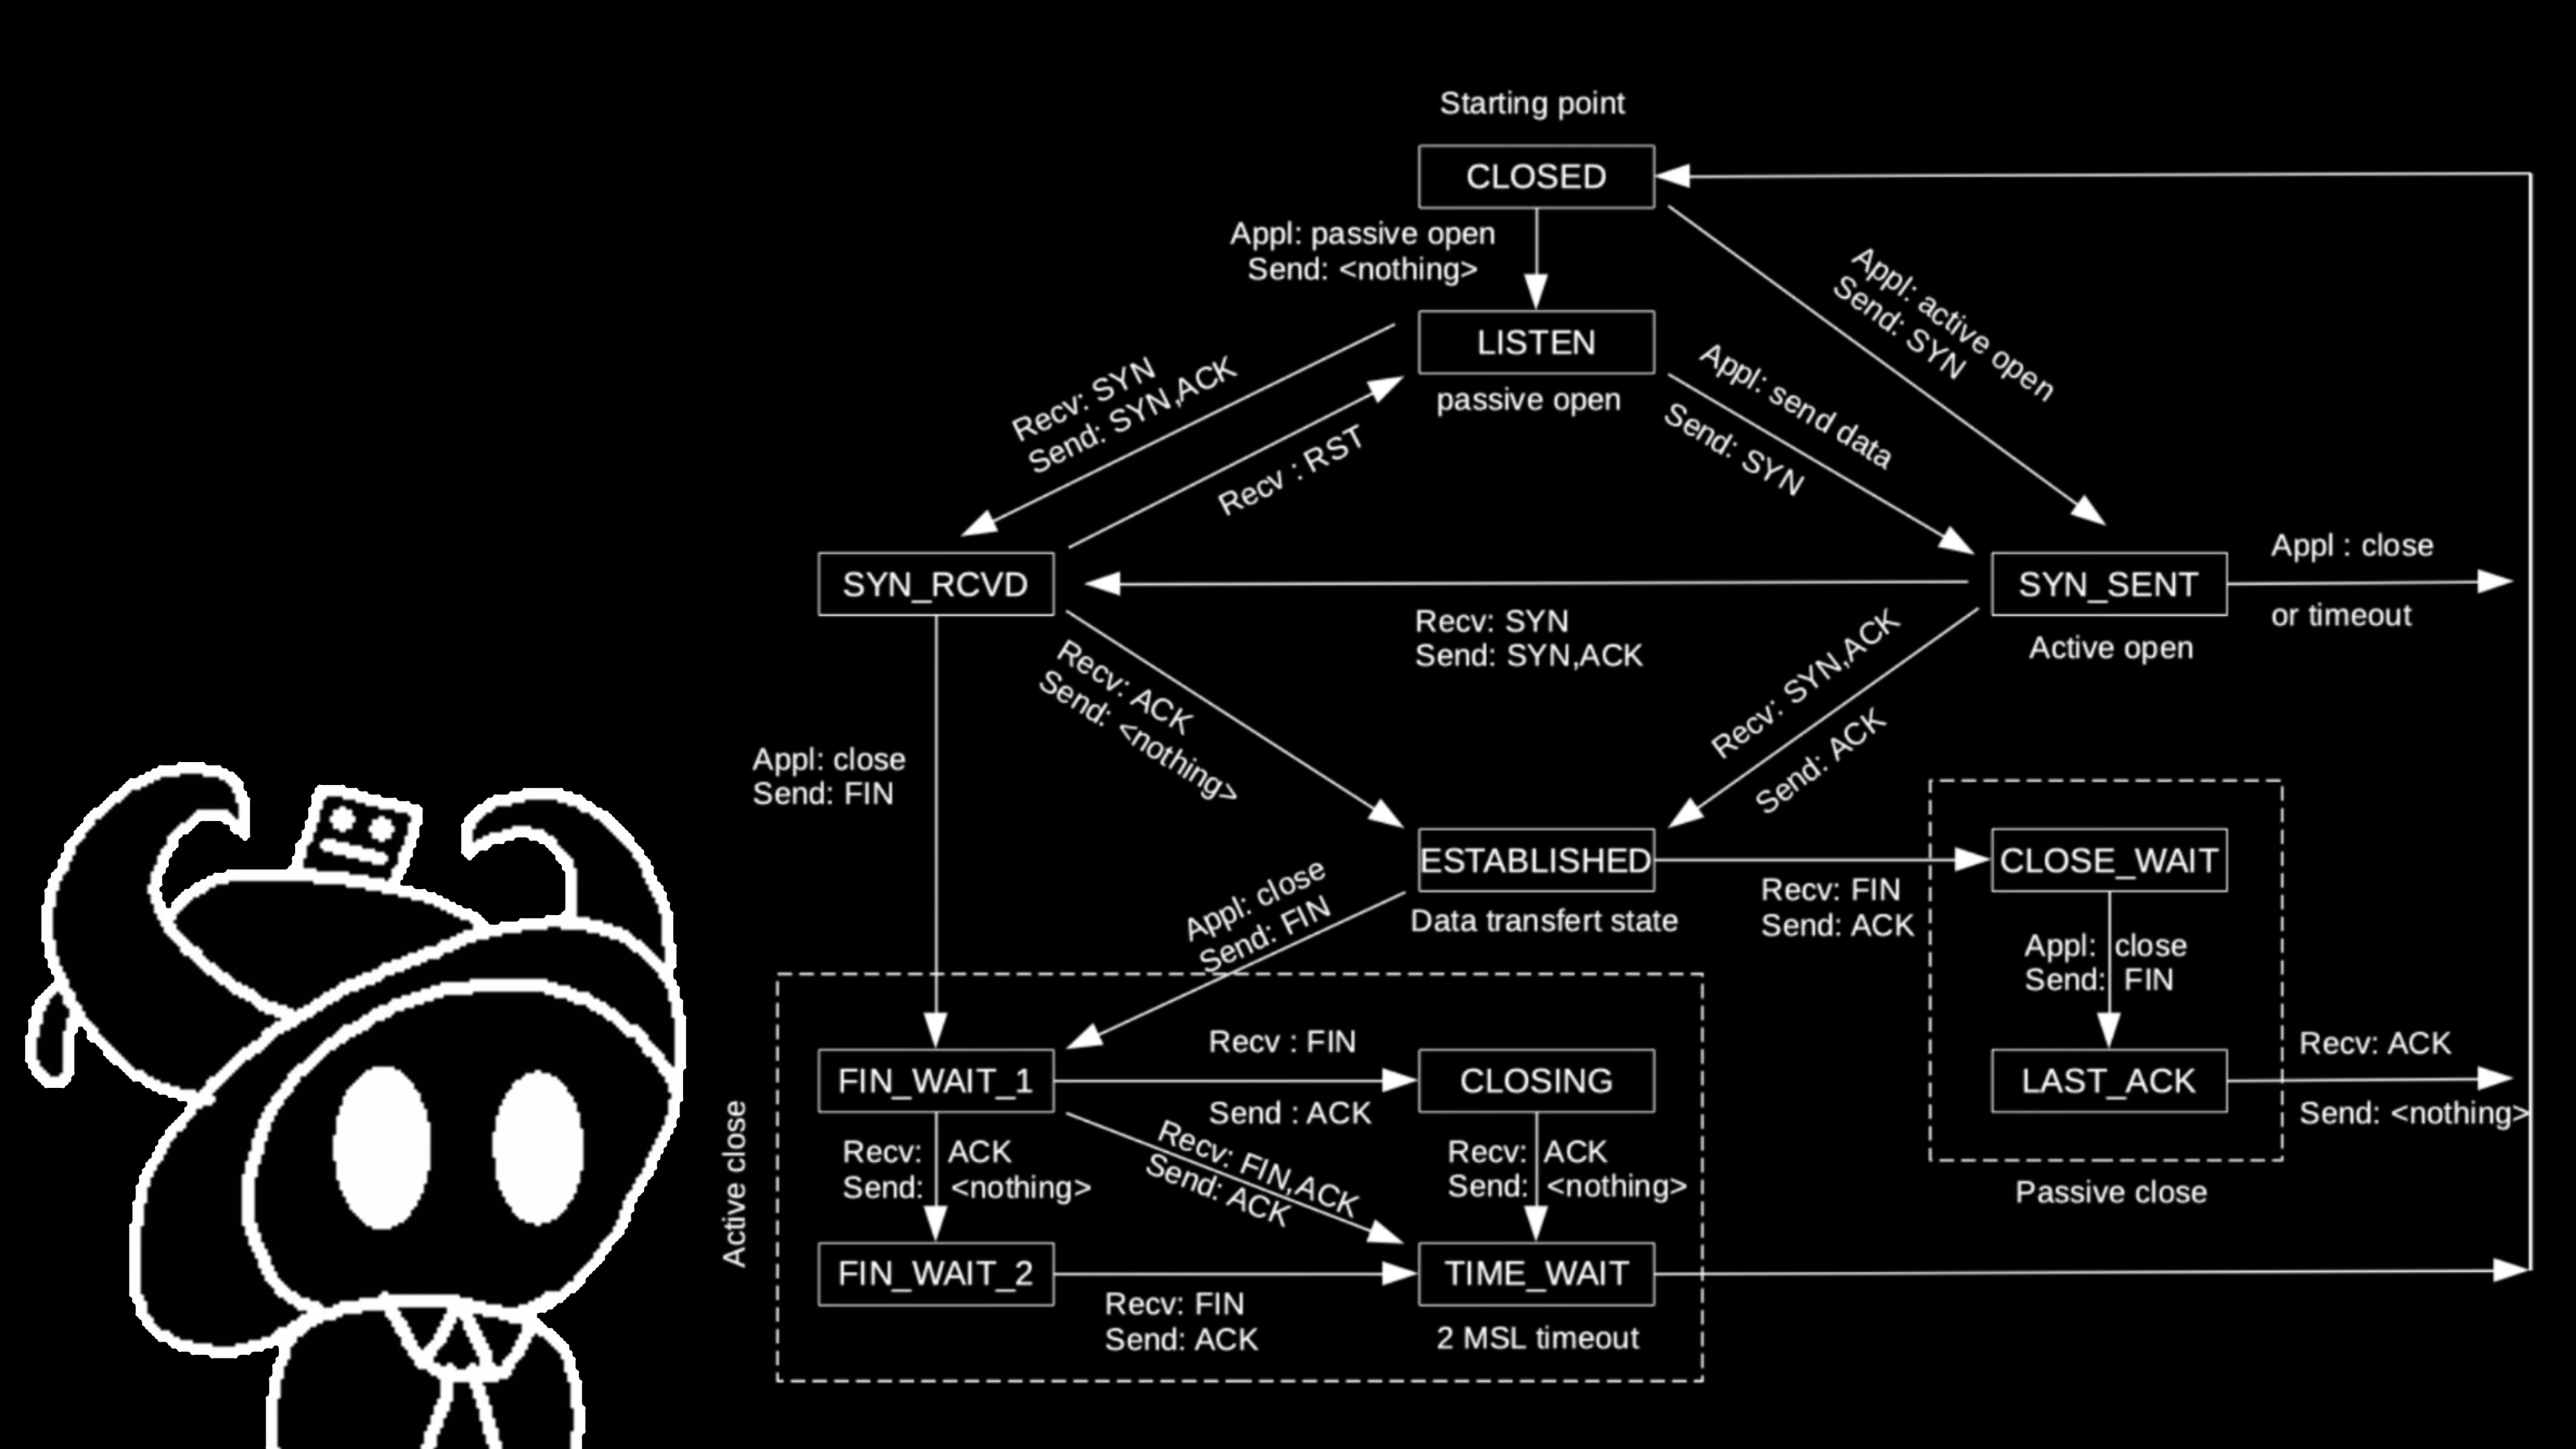 Starting point
CLOSED
Appl: passive open
Send: <nothing>
Appl: active open
Send: SYN
LISTEN
passive open
Recv: SYN
Send: SYN,ACK
Recv : RST
Appl: send data
Send: SYN
SYN_RCVD
SYN_SENT
Active open
Appl : close
or timeout
Recv: SYN
Send: SYN,ACK
Recv: ACK
Send: <nothing>
Recv: SYN,ACK
Send: ACK
Appl: close
Send: FIN
ESTABLISHED
Data transfert state
Recv: FIN
Send: ACK
CLOSE_WAIT
Appl: close
Send: FIN
Appl: close
Send: FIN
LAST_ACK
Recv: ACK
Send: <nothing>
Passive close
Active close
FIN_WAIT_1
Recv : FIN
Send : ACK
CLOSING
Recv: ACK
Send: <nothing>
Recv: FIN,ACK
Send: ACK
Recv: ACK
Send: <nothing>
FIN_WAIT_2
Recv: FIN
Send: ACK
TIME_WAIT
2 MSL timeout